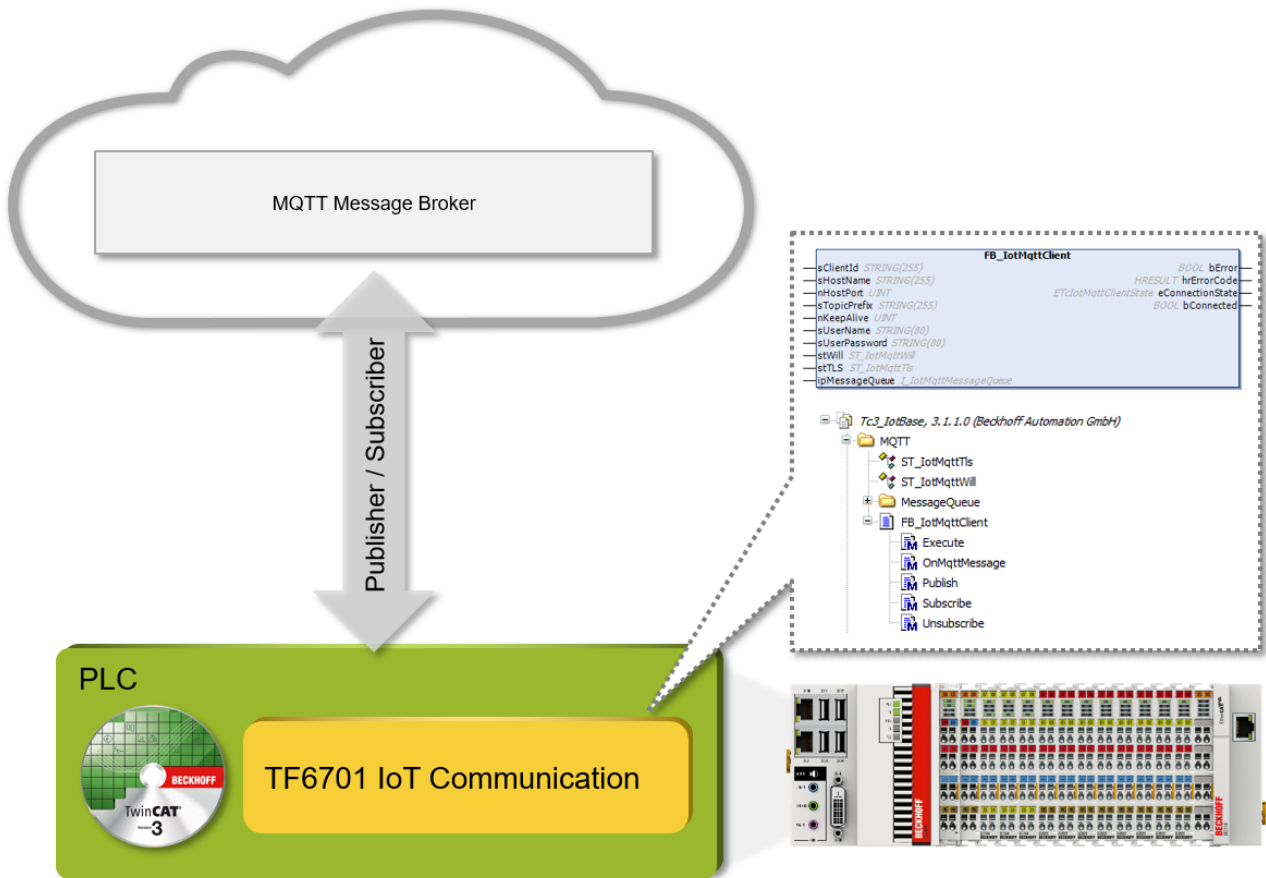 MQTT Message Broker
Publisher / Subscriber
FB_IotMqttClient
sClientId STRING(255) BOOL bError
sHostName STRING(255) HRESULT hrErrorCode
nHostPort UINT ETcIotMqttClientState eConnectionState
sTopicPrefix STRING(255) BOOL bConnected
nKeepAlive UINT
sUserName STRING(80)
sUserPassword STRING(80)
stWill ST_IotMqttWill
stTLS ST_IotMqttTls
ipMessageQueue I_IotMqttMessageQueue
Tc3_IotBase, 3.1.1.0 (Beckhoff Automation GmbH)
MQTT
ST_IotMqttTls
ST_IotMqttWill
MessageQueue
FB_IotMqttClient
Execute
OnMqttMessage
Publish
Subscribe
Unsubscribe
PLC
BECKHOFF
TwinCAT
Version 3
TF6701 IoT Communication
BECKHOFF
EtherCAT
BECKHOFF